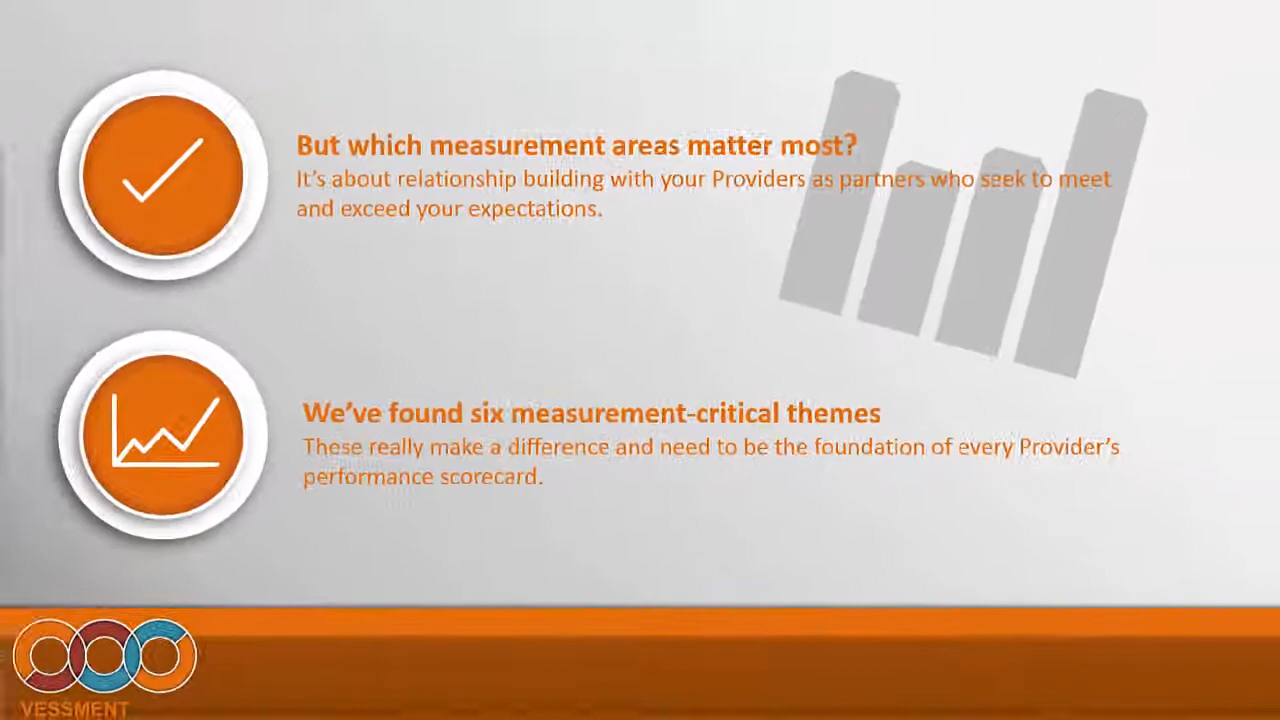 But which measurement areas matter most?
It's about relationship building with your Providers as partners who seek to meet
and exceed your expectations.
We've found six measurement-critical themes
These really make a difference and need to be the foundation of every Provider's
performance scorecard.
VESSMENT